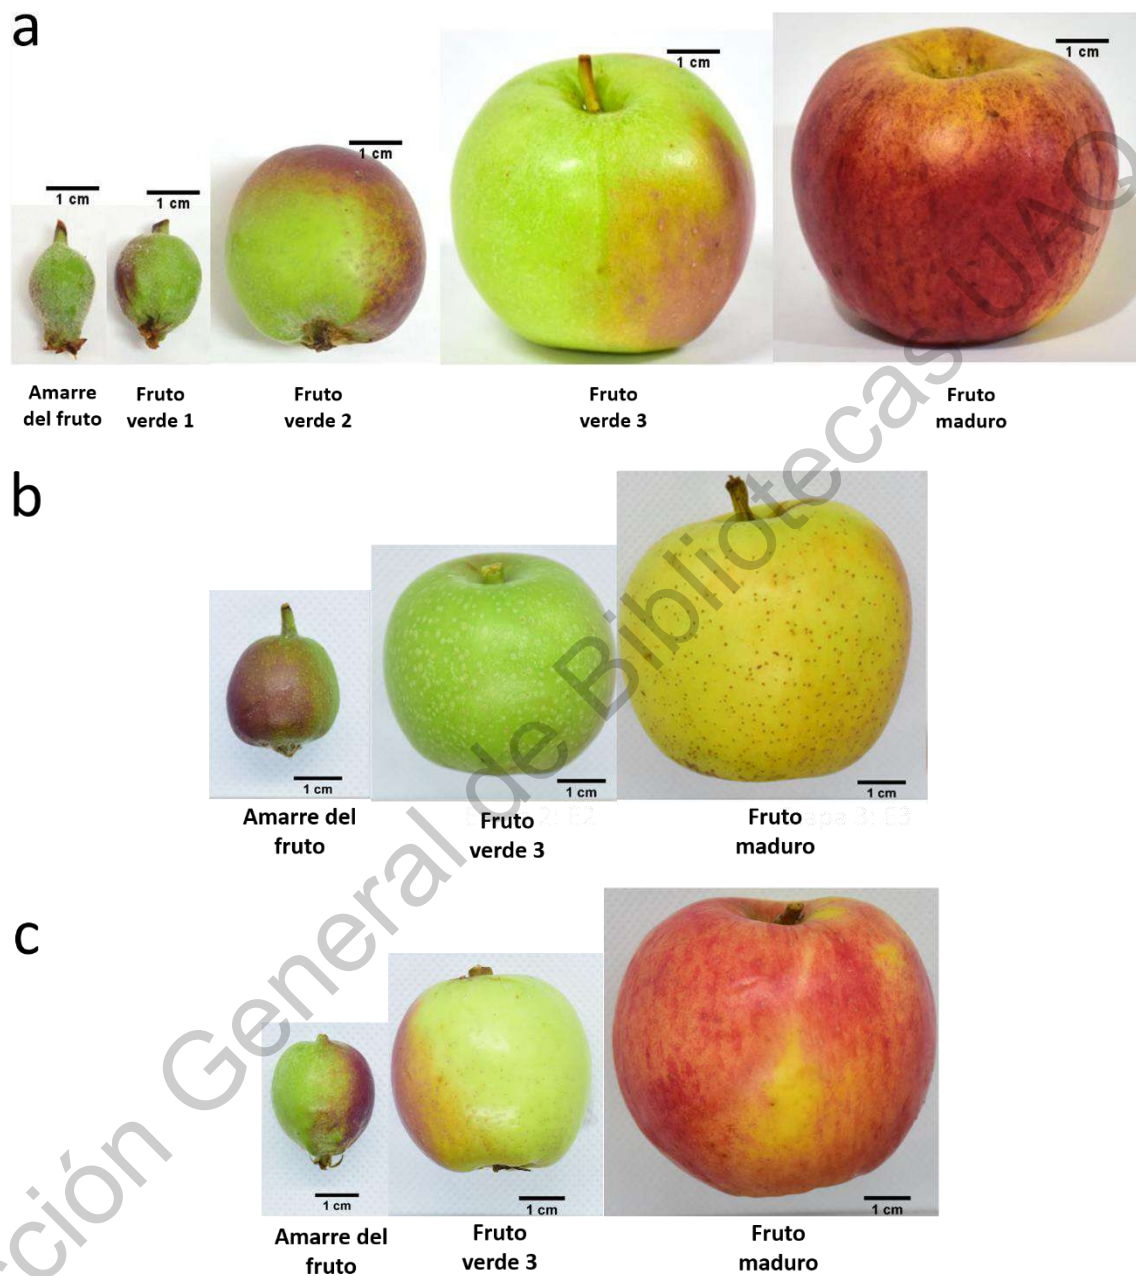 a
1 cm
1 cm
1 cm
1 cm
1 cm
Amarre
del fruto
Fruto
verde 1
Fruto
verde 2
Fruto
verde 3
Fruto
maduro
b
1 cm
1 cm
1 cm
Amarre del
fruto
Fruto
verde 3
Fruto
maduro
c
1 cm
1 cm
1 cm
Amarre del
fruto
Fruto
verde 3
Fruto
maduro
cción General de Bibliotecas UAQ